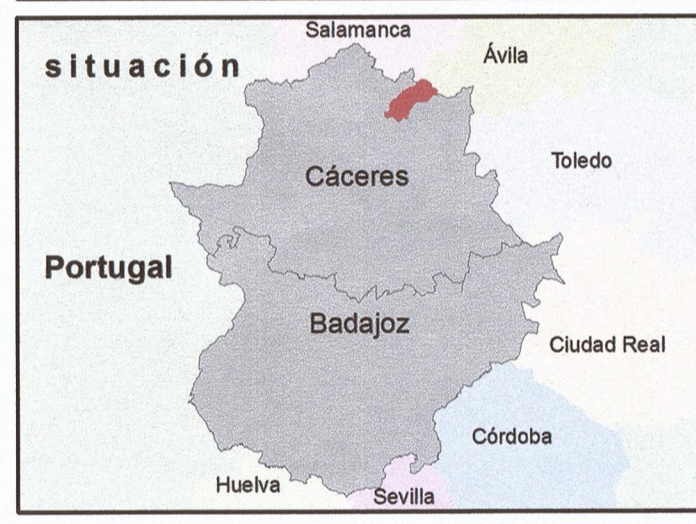 Salamanca
situación
Ávila
Toledo
Cáceres
Portugal
Badajoz
Ciudad Real
Córdoba
Huelva
Sevilla